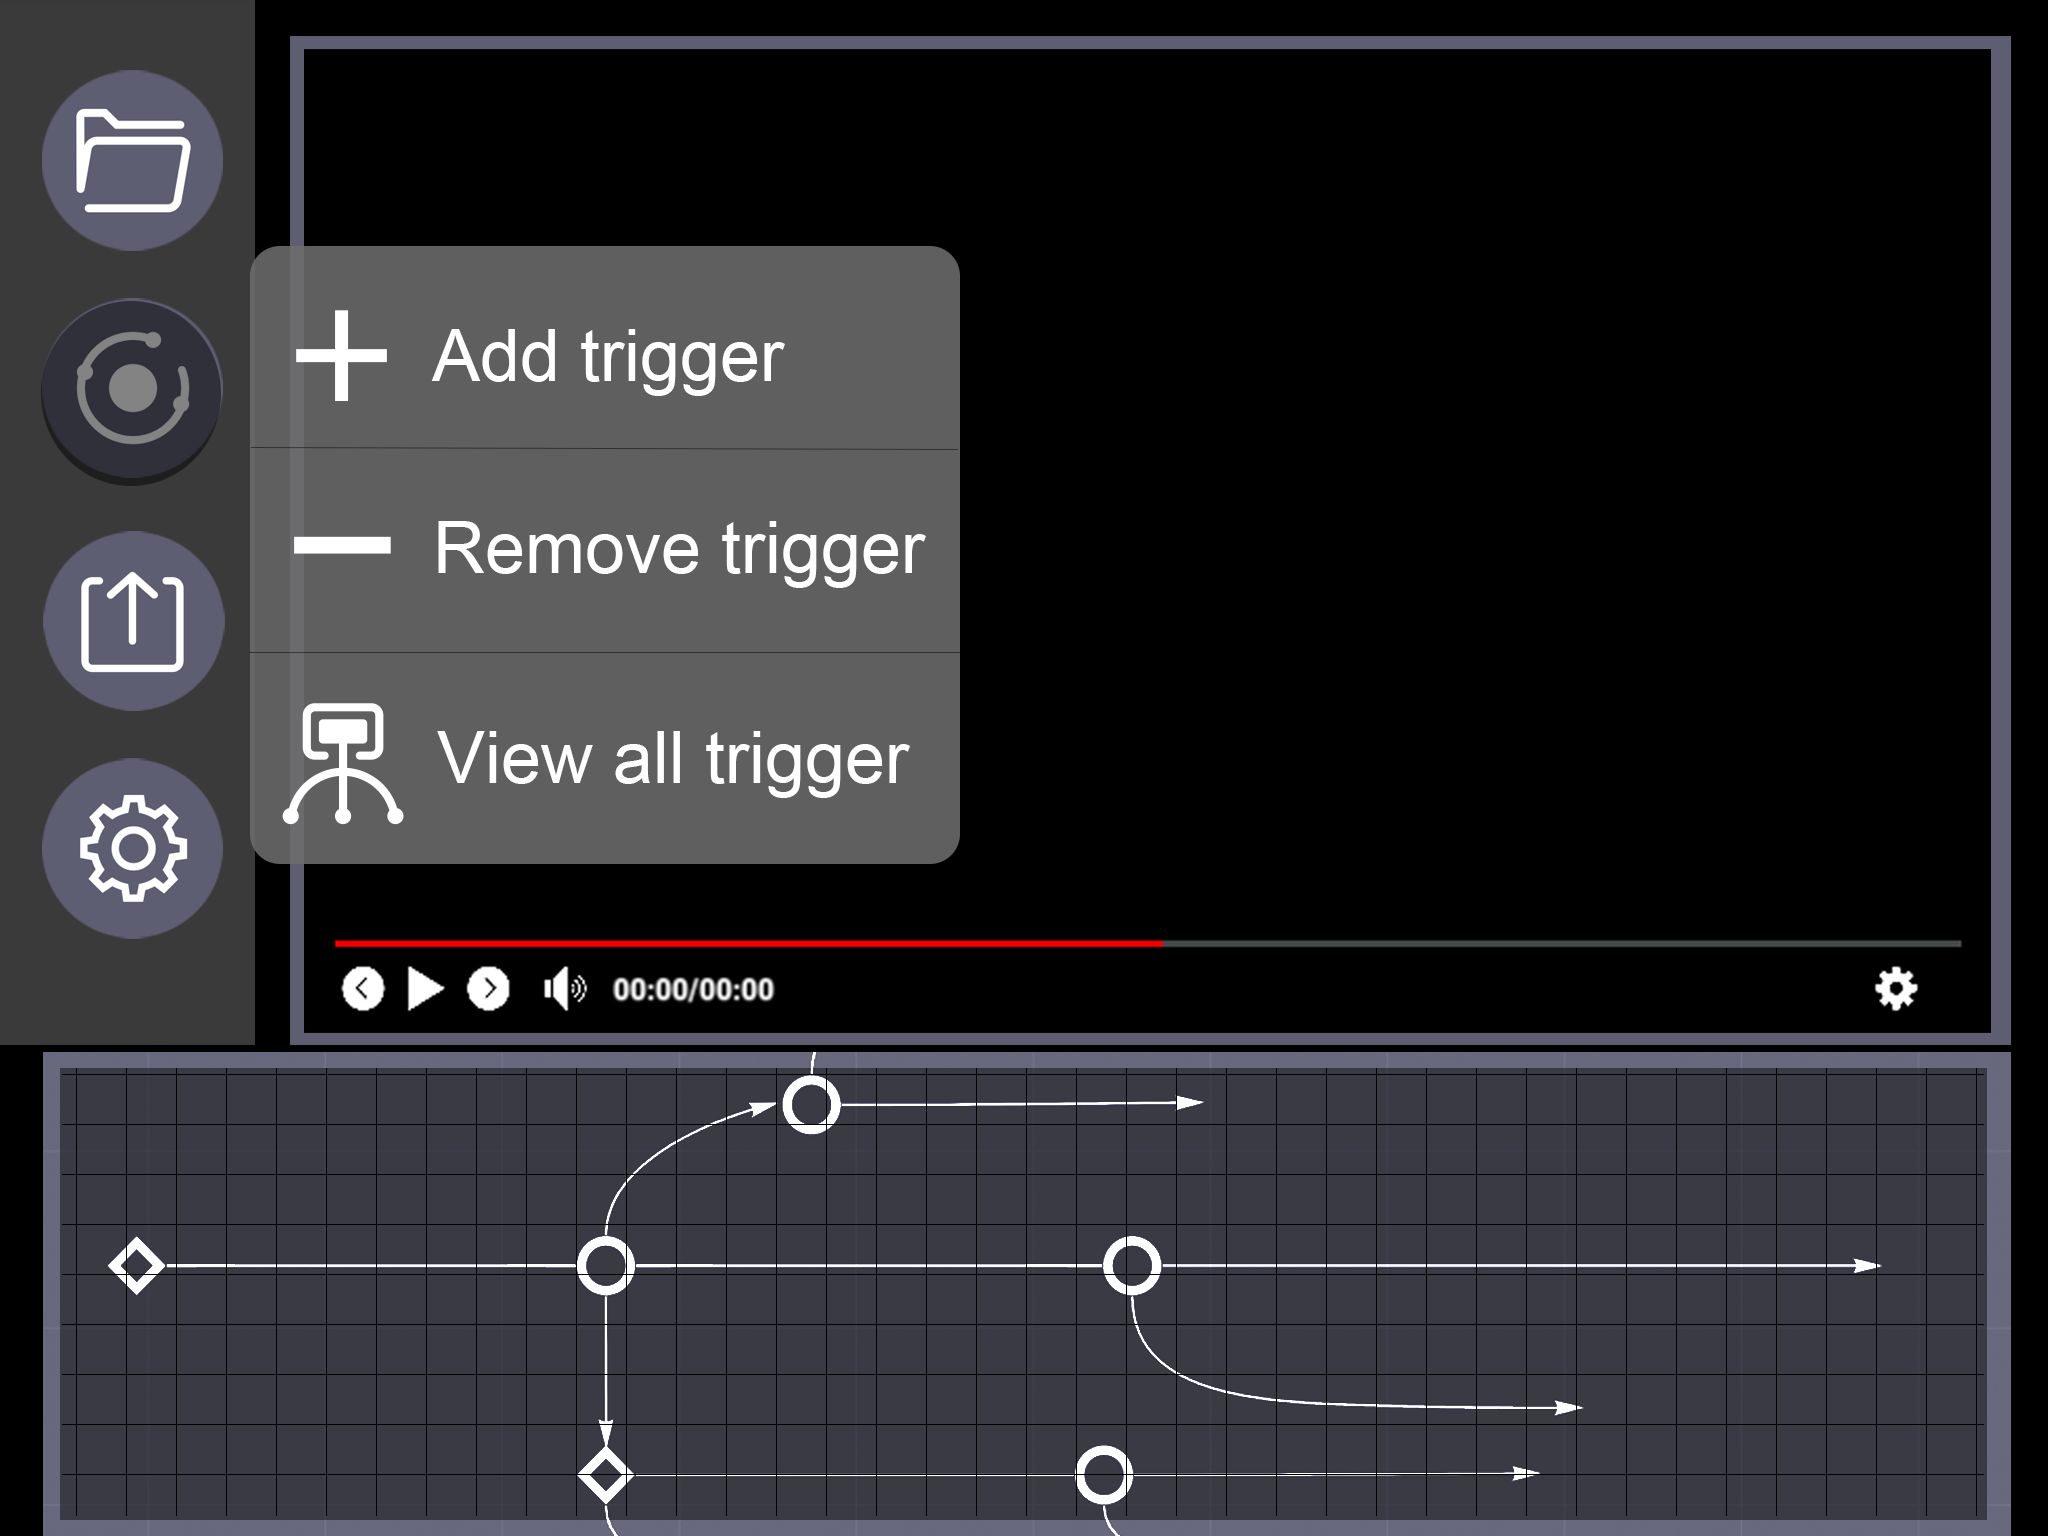 Add trigger
Remove trigger
View all trigger
00:00/00:00